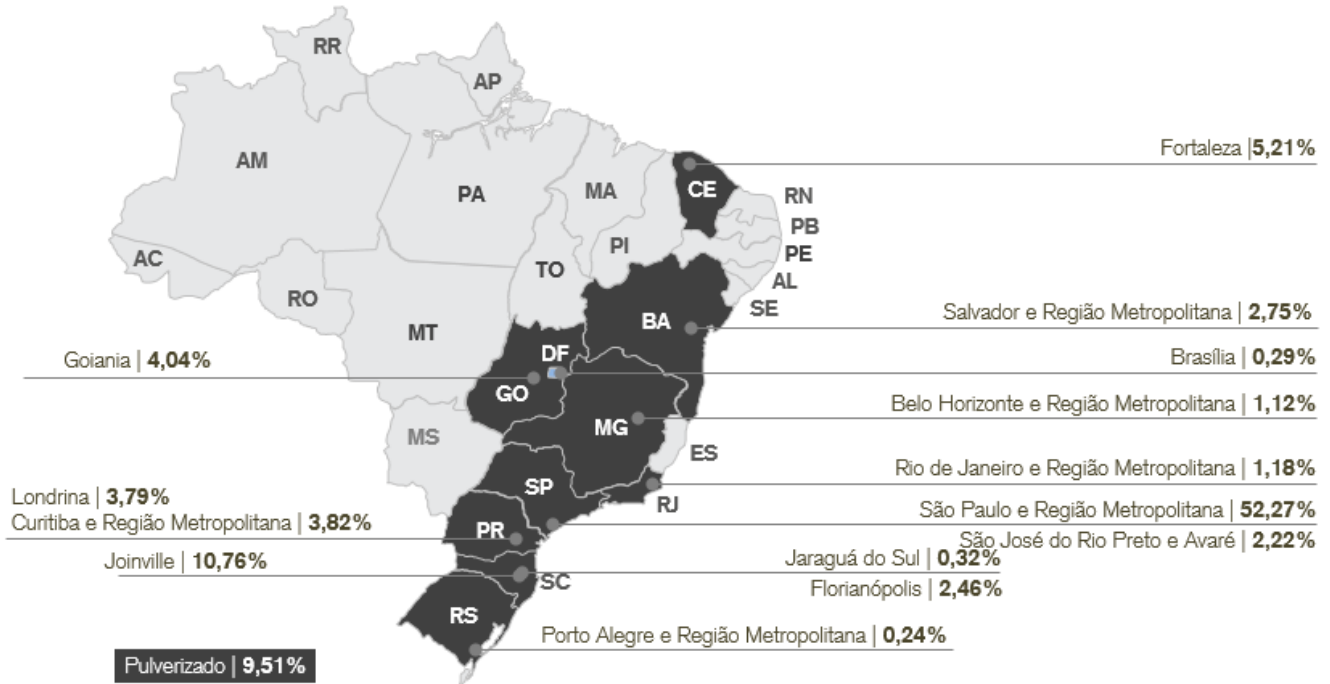 RR
AP
AM
PA
MA
CE
Fortaleza |5,21%
RN
PB
PI
PE
AC
TO
AL
RO
SE
MT
BA
Salvador e Região Metropolitana | 2,75%
Goiania | 4,04%
DF
Brasília | 0,29%
GO
Belo Horizonte e Região Metropolitana | 1,12%
MG
MS
ES
Rio de Janeiro e Região Metropolitana | 1,18%
SP
RJ
Londrina | 3,79%
São Paulo e Região Metropolitana | 52,27%
Curitiba e Região Metropolitana | 3,82%
PR
São José do Rio Preto e Avaré | 2,22%
Joinville | 10,76%
Jaraguá do Sul | 0,32%
SC
Florianópolis | 2,46%
RS
Porto Alegre e Região Metropolitana | 0,24%
Pulverizado | 9,51%